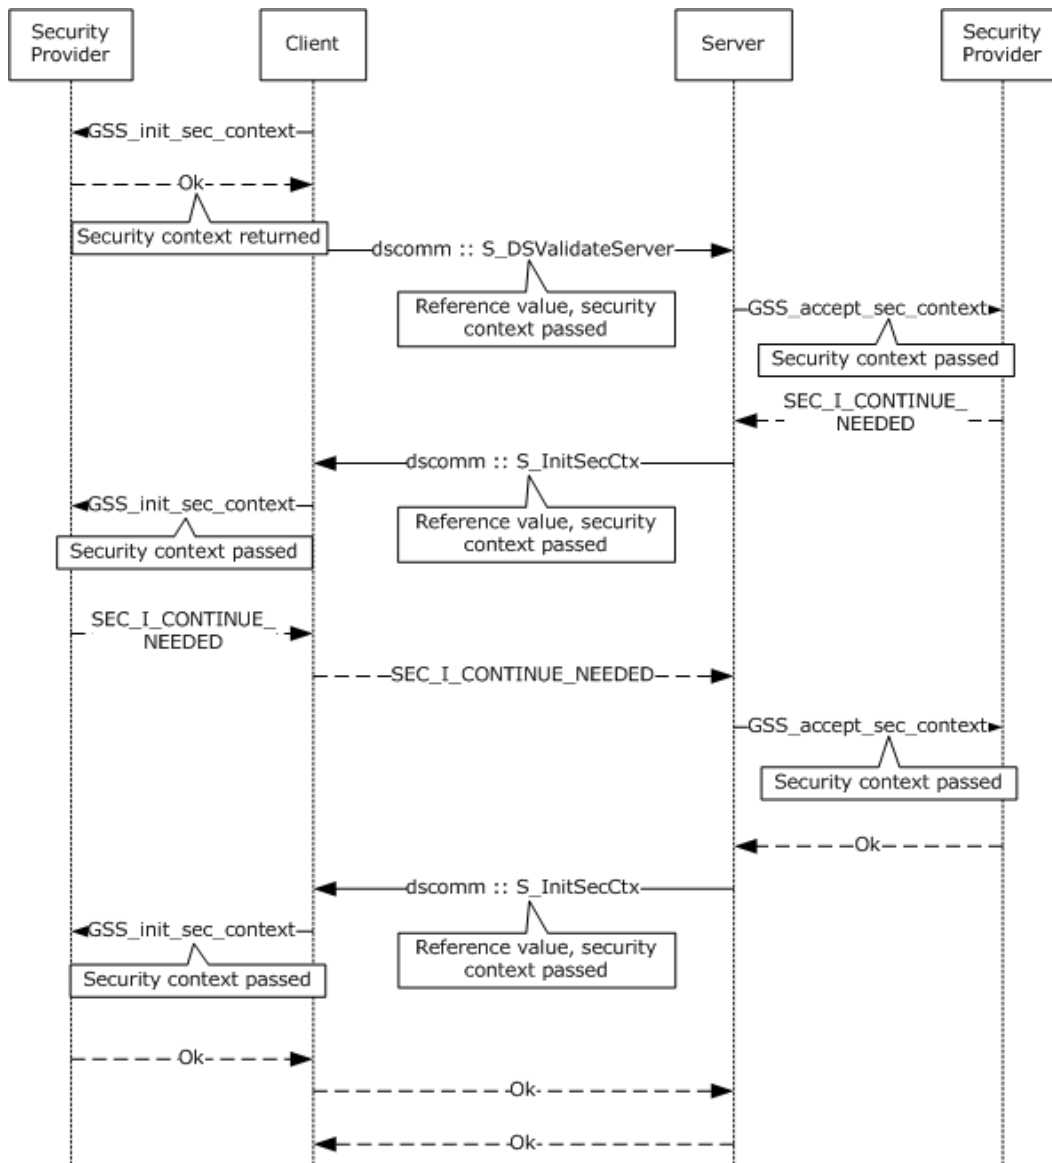 Security
Provider
Client
Server
Security
Provider
GSS_init_sec_context
Ok
Security context returned
dscomm :: S_DSValidateServer
Reference value, security
context passed
GSS_accept_sec_context
Security context passed
SEC_I_CONTINUE_
NEEDED
dscomm :: S_InitSecCtx
GSS_init_sec_context
Reference value, security
context passed
Security context passed
SEC_I_CONTINUE_
NEEDED
SEC_I_CONTINUE_NEEDED
GSS_accept_sec_context
Security context passed
Ok
dscomm :: S_InitSecCtx
GSS_init_sec_context
Reference value, security
context passed
Security context passed
Ok
Ok
Ok